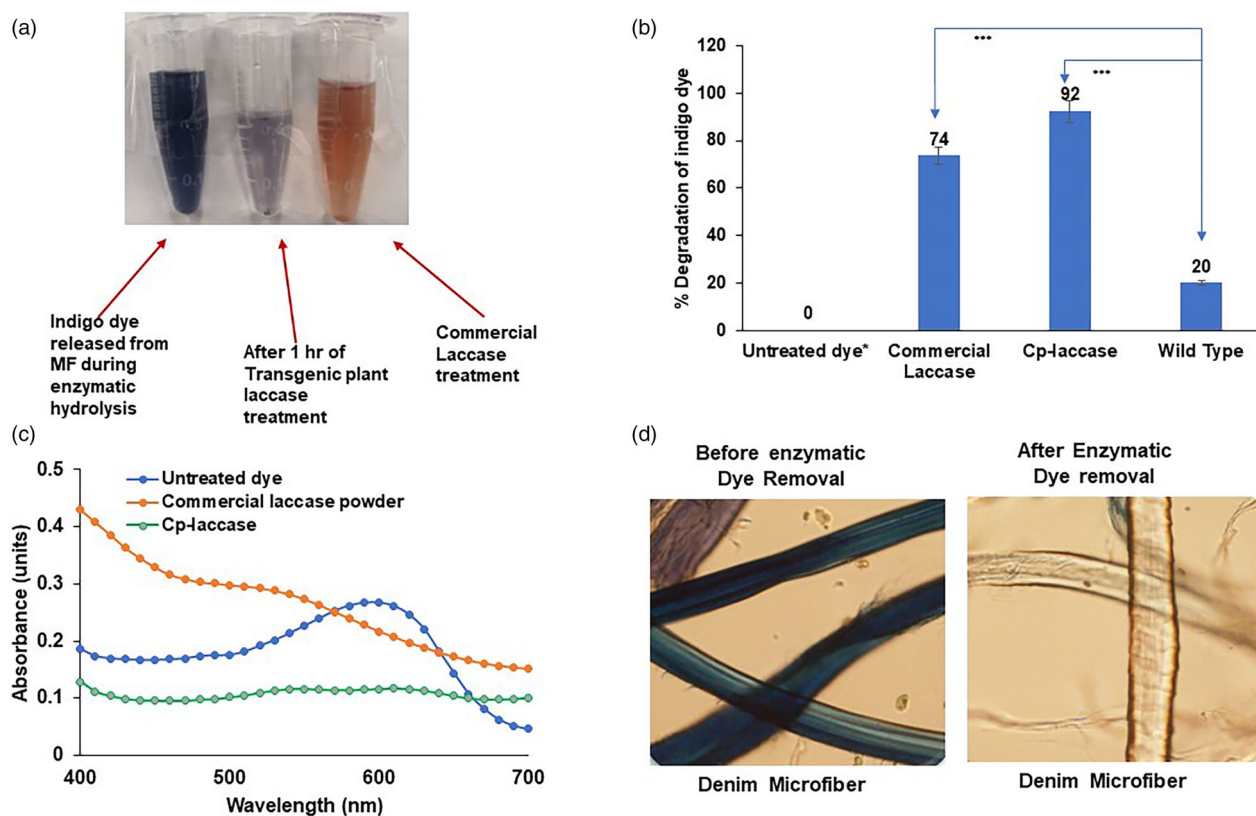 (a)
Indigo dye
released from
MF during
enzymatic
hydrolysis
After 1 hr of
Transgenic plant
laccase
treatment
Commercial
Laccase
treatment
(b)
% Degradation of indigo dye
120
100
80
60
40
20
0
***
***
0
74
92
20
Untreated dye*
Commercial
Laccase
Cp-laccase
Wild Type
(c)
Absorbance (units)
0.5
0.4
0.3
0.2
0.1
0
Untreated dye
Commercial laccase powder
Cp-laccase
400
500
600
700
Wavelength (nm)
(d)
Before enzymatic
Dye Removal
After Enzymatic
Dye removal
Denim Microfiber
Denim Microfiber